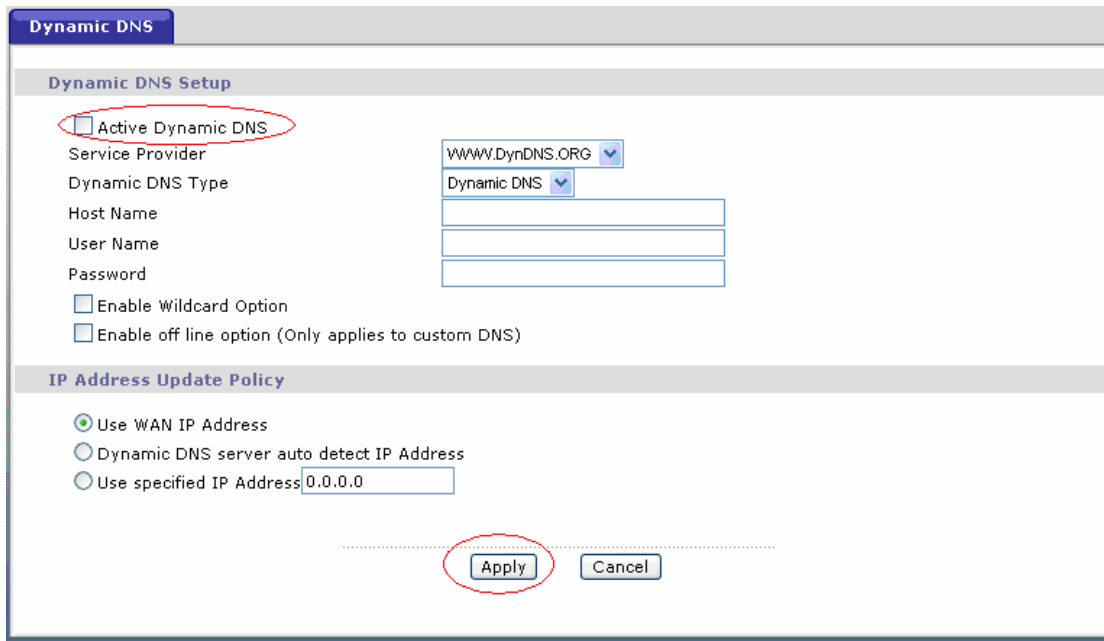 Dynamic DNS
Dynamic DNS Setup
Active Dynamic DNS
Service Provider WWW.DynDNS.ORG
Dynamic DNS Type Dynamic DNS
Host Name
User Name
Password
Enable Wildcard Option
Enable off line option (Only applies to custom DNS)
IP Address Update Policy
Use WAN IP Address
Dynamic DNS server auto detect IP Address
Use specified IP Address 0.0.0.0
Apply Cancel